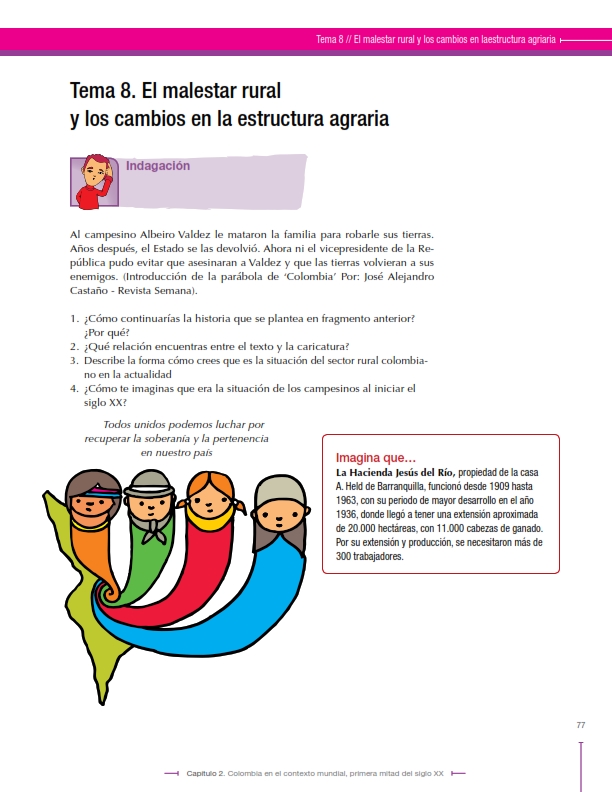 Tema 8 // El malestar rural y los cambios en laestructura agraria
Tema 8. El malestar rural
y los cambios en la estructura agraria
Indagación
Al campesino Albeiro Valdez le mataron la familia para robarle sus tierras.
Años después, el Estado se las devolvió. Ahora ni el vicepresidente de la Re-
pública pudo evitar que asesinaran a Valdez y que las tierras volvieran a sus
enemigos. (Introducción de la parábola de ‘Colombia’ Por: José Alejandro
Castaño - Revista Semana).
1. ¿Cómo continuarías la historia que se plantea en fragmento anterior?
¿Por qué?
2. ¿Qué relación encuentras entre el texto y la caricatura?
3. Describe la forma cómo crees que es la situación del sector rural colombia-
no en la actualidad
4. ¿Cómo te imaginas que era la situación de los campesinos al iniciar el
siglo XX?
Todos unidos podemos luchar por
recuperar la soberanía y la pertenencia
en nuestro país
Imagina que…
La Hacienda Jesús del Río, propiedad de la casa
A. Held de Barranquilla, funcionó desde 1909 hasta
1963, con su periodo de mayor desarrollo en el año
1936, donde llegó a tener una extensión aproximada
de 20.000 hectáreas, con 11.000 cabezas de ganado.
Por su extensión y producción, se necesitaron más de
300 trabajadores.
77
Capítulo 2. Colombia en el contexto mundial, primera mitad del siglo XX